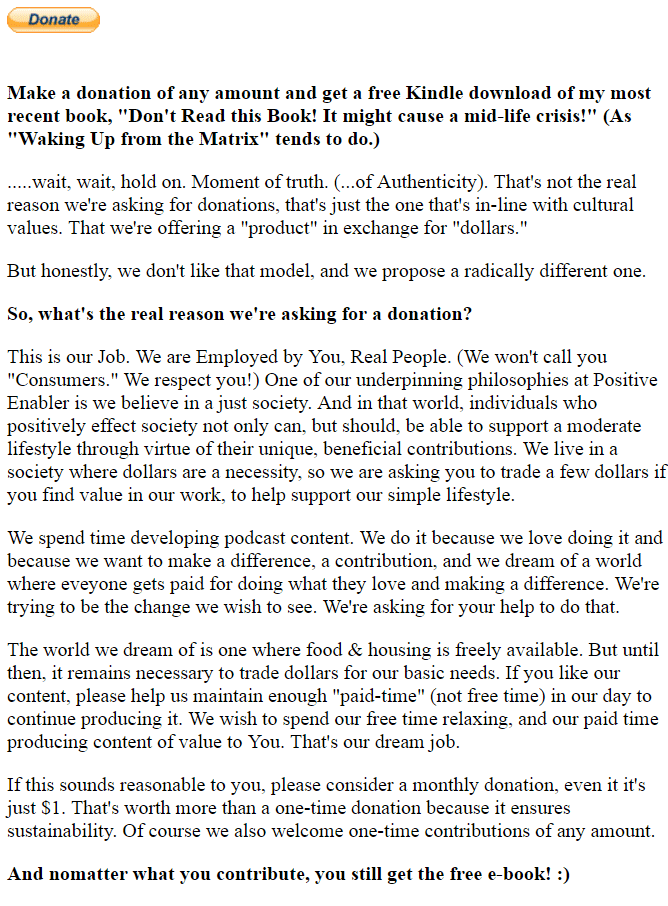 Donate
Make a donation of any amount and get a free Kindle download of my most
recent book, "Don't Read this Book! It might cause a mid-life crisis!" (As
"Waking Up from the Matrix" tends to do.)
.....wait, wait, hold on. Moment of truth. (...of Authenticity). That's not the real
reason we're asking for donations, that's just the one that's in-line with cultural
values. That we're offering a "product" in exchange for "dollars."
But honestly, we don't like that model, and we propose a radically different one.
So, what's the real reason we're asking for a donation?
This is our Job. We are Employed by You, Real People. (We won't call you
"Consumers." We respect you!) One of our underpinning philosophies at Positive
Enabler is we believe in a just society. And in that world, individuals who
positively effect society not only can, but should, be able to support a moderate
lifestyle through virtue of their unique, beneficial contributions. We live in a
society where dollars are a necessity, so we are asking you to trade a few dollars if
you find value in our work, to help support our simple lifestyle.
We spend time developing podcast content. We do it because we love doing it and
because we want to make a difference, a contribution, and we dream of a world
where eveyone gets paid for doing what they love and making a difference. We're
trying to be the change we wish to see. We're asking for your help to do that.
The world we dream of is one where food & housing is freely available. But until
then, it remains necessary to trade dollars for our basic needs. If you like our
content, please help us maintain enough "paid-time" (not free time) in our day to
continue producing it. We wish to spend our free time relaxing, and our paid time
producing content of value to You. That's our dream job.
If this sounds reasonable to you, please consider a monthly donation, even it it's
just $1. That's worth more than a one-time donation because it ensures
sustainability. Of course we also welcome one-time contributions of any amount.
And nomatter what you contribute, you still get the free e-book! :)